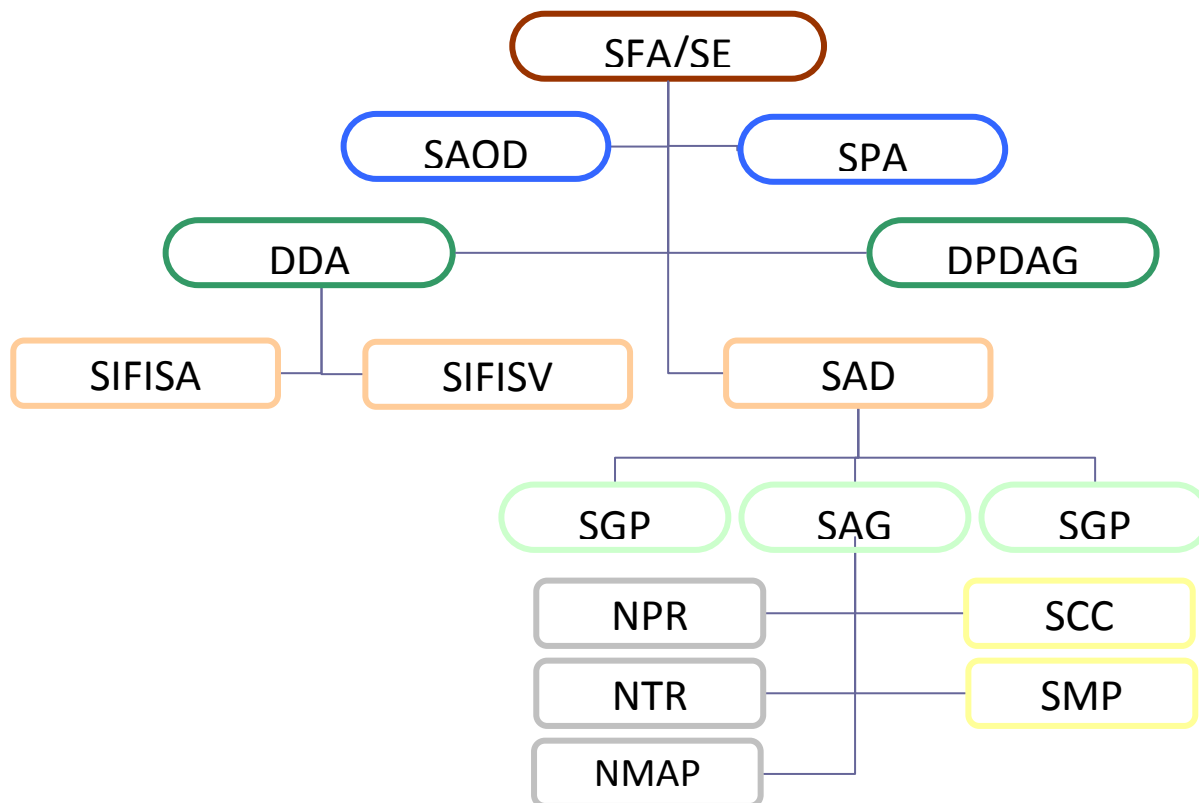 SFA/SE
SAOD
SPA
DDA
DPDAG
SIFISA
SIFISV
SAD
SGP
SAG
SGP
NPR
SCC
NTR
SMP
NMAP